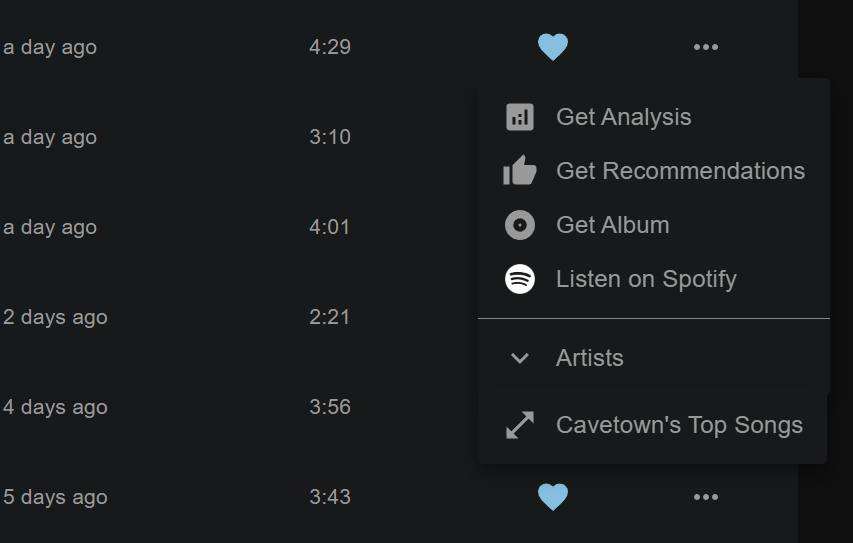 a day ago 4:29
a day ago 3:10
a day ago 4:01
2 days ago 2:21
4 days ago 3:56
5 days ago 3:43
Get Analysis
Get Recommendations
Get Album
Listen on Spotify
Artists
Cavetown's Top Songs